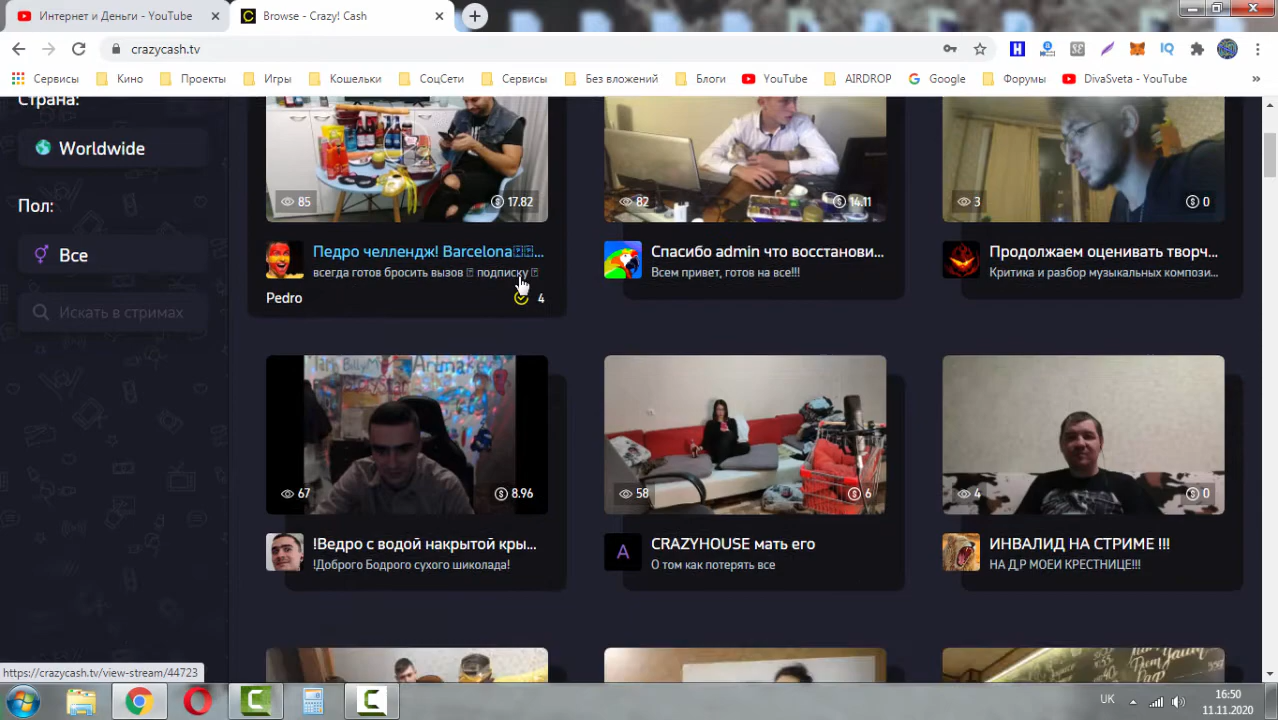 Интернет и Деньги - YouTube
Browse - Crazy! Cash
crazycash.tv
Сервисы Кино Проекты Игры Кошельки СоцСети Сервисы Без вложений Блоги YouTube AIRDROP Google Форумы DivaSveta - YouTube »
Страна:
Worldwide
Пол:
Все
Искать в стримах
85 17.82
82 14.11
3 0
Педро челлендж! Barcelona...
всегда готов бросить вызов подписку
Pedro 4
Спасибо admin что восстанови...
Всем привет, готов на все!!!
Продолжаем оценивать творч...
Критика и разбор музыкальных компози...
67 8.96
58 6
4 0
!Ведро с водой накрытой кры...
!Доброго Бодрого сухого шиколада!
A
CRAZYHOUSE мать его
О том как потерять все
ИНВАЛИД НА СТРИМЕ !!!
НА Д,Р МОЕИ КРЕСТНИЦЕ!!!
https://crazycash.tv/view-stream/44723
UK
16:50
11.11.2020